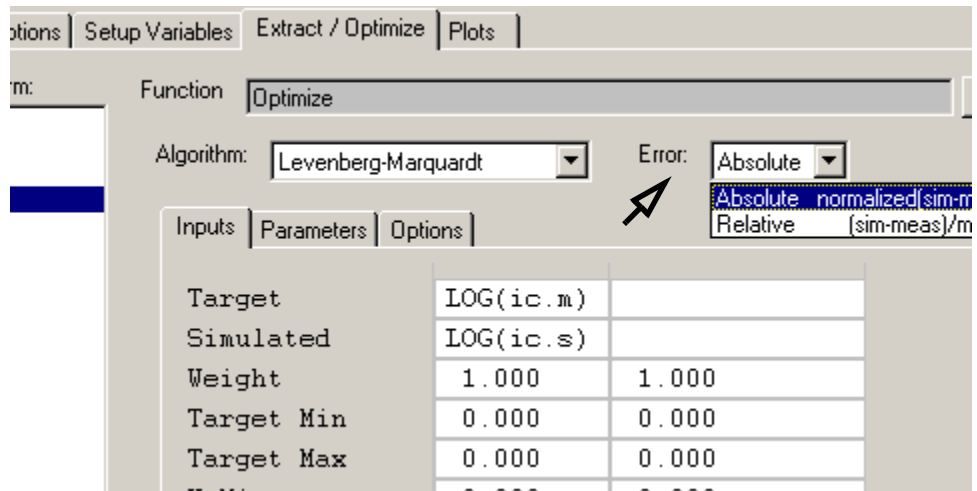 Setup Variables Extract / Optimize Plots
Function Optimize
Algorithm: Levenberg-Marquardt Error: Absolute
Absolute normalized(sim-m
Relative (sim-meas)/m
Inputs Parameters Options
Target LOG(ic.m)
Simulated LOG(ic.s)
Weight 1.000 1.000
Target Min 0.000 0.000
Target Max 0.000 0.000